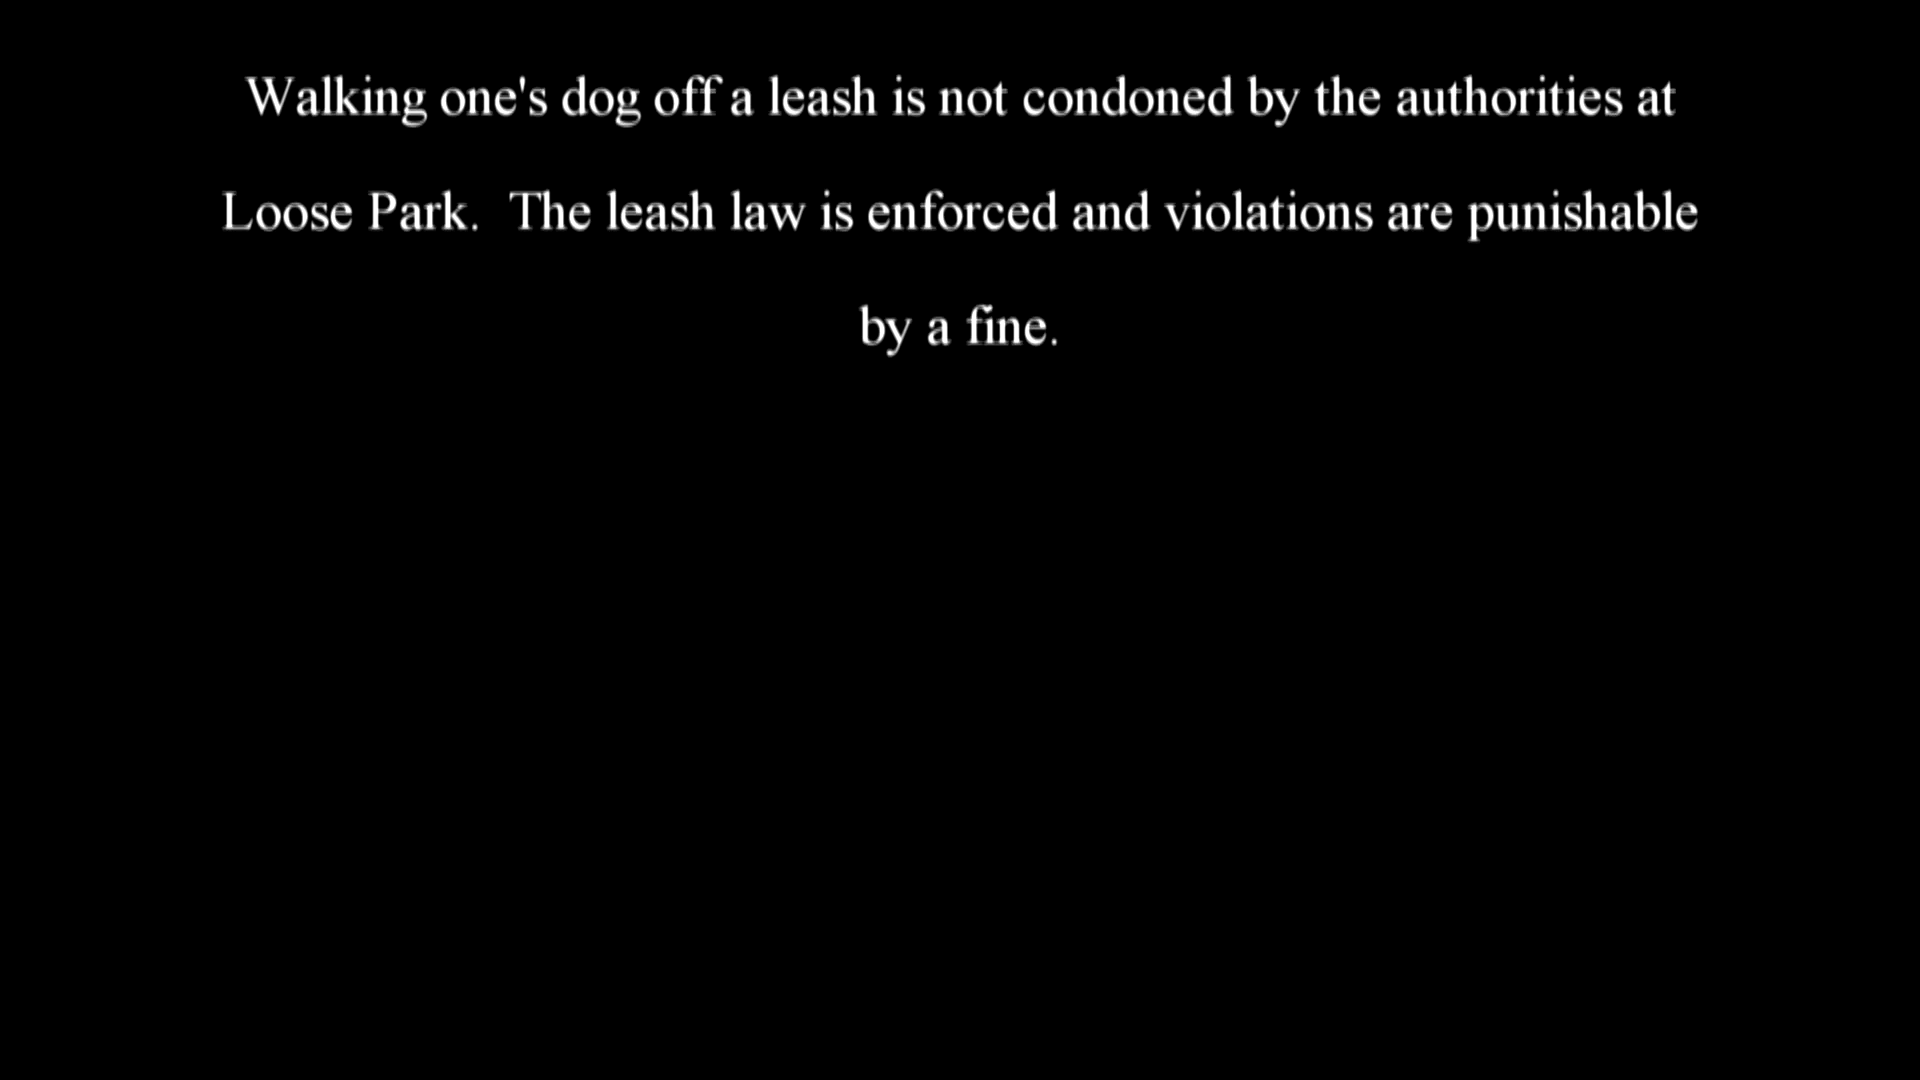 Walking one's dog off a leash is not condoned by the authorities at
Loose Park.  The leash law is enforced and violations are punishable
by a fine.